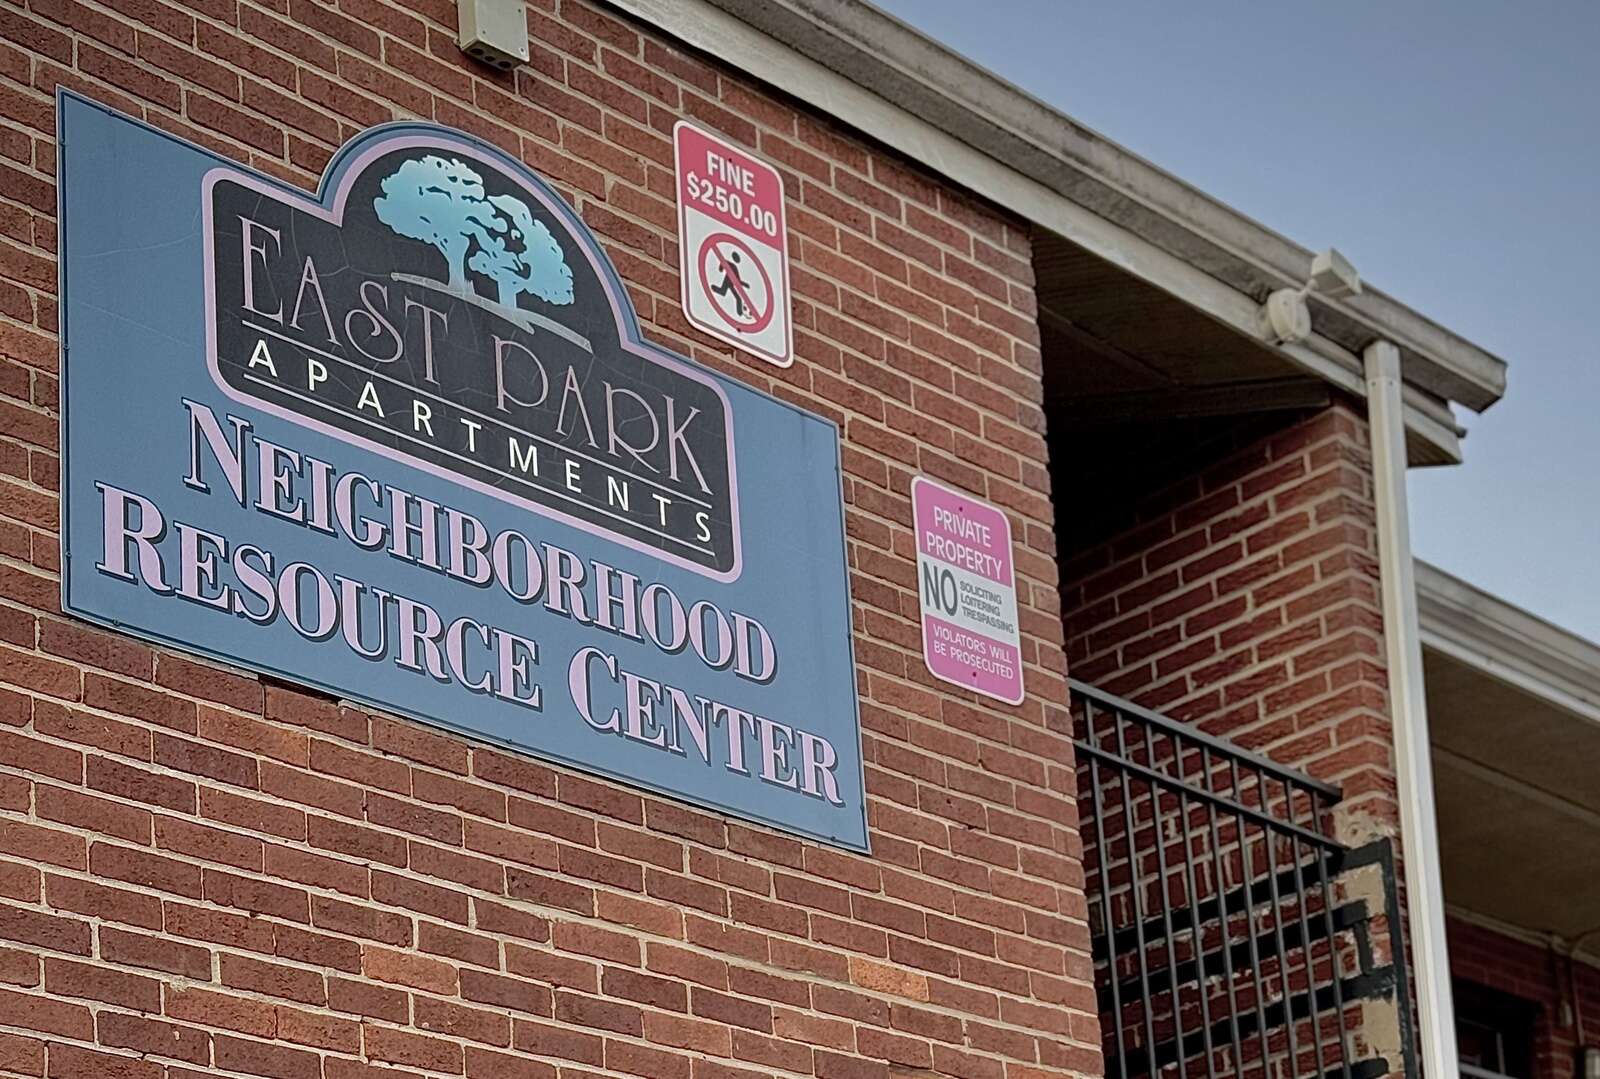 EAST PARK
APARTMENTS
NEIGHBORHOOD
RESOURCE CENTER
FINE
$250.00
PRIVATE
PROPERTY
NO
SOLICITING
LOITERING
TRESPASSING
VIOLATORS WILL
BE PROSECUTED